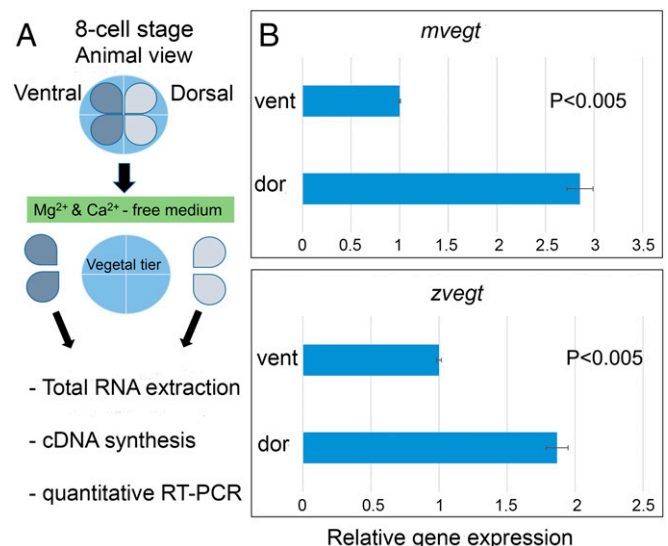 A
8-cell stage
Animal view
Ventral Dorsal
Mg2+ & Ca2+ - free medium
Vegetal tier
- Total RNA extraction
- cDNA synthesis
- quantitative RT-PCR
B
mvegt
vent
P<0.005
dor
0 0.5 1 1.5 2 2.5 3 3.5
zvegt
vent
P<0.005
dor
0 0.5 1 1.5 2 2.5
Relative gene expression